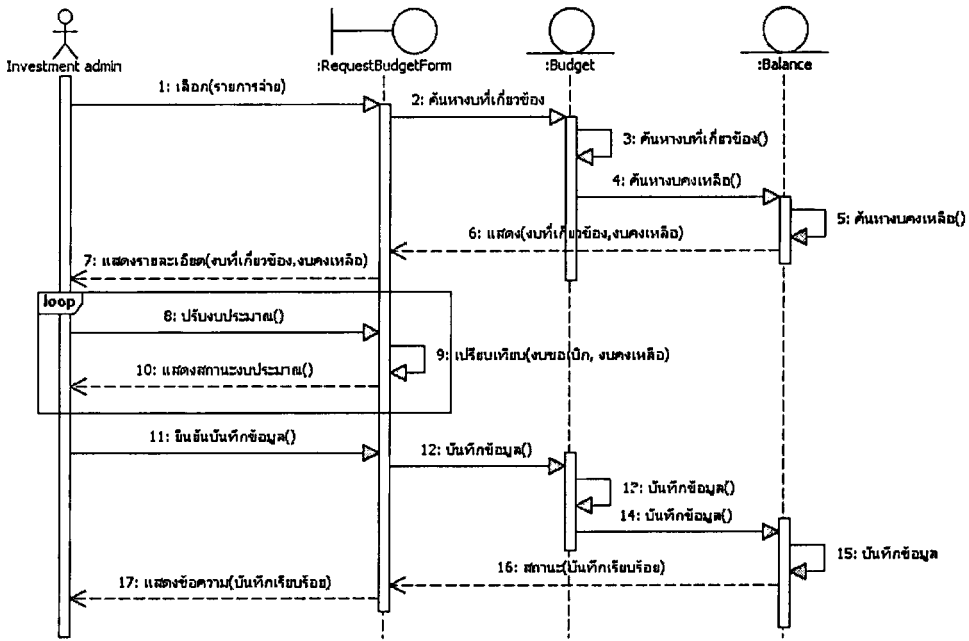 Investment admin
:RequestBudgetForm
:Budget
:Balance
1: เลือก(รายการจ่าย)
2: ค้นหางบที่เกี่ยวข้อง
3: ค้นหางบที่เกี่ยวข้อง()
4: ค้นหางบคงเหลือ()
5: ค้นหางบคงเหลือ()
6: แสดง(งบที่เกี่ยวข้อง,งบคงเหลือ)
7: แสดงรายละเอียด(งบที่เกี่ยวข้อง,งบคงเหลือ)
loop
8: ปรับงบประมาณ()
9: เปรียบเทียบ(งบขอเบิก, งบคงเหลือ)
10: แสดงสถานะงบประมาณ()
11: ยืนยันบันทึกข้อมูล()
12: บันทึกข้อมูล()
13: บันทึกข้อมูล()
14: บันทึกข้อมูล()
15: บันทึกข้อมูล
16: สถานะ(บันทึกเรียบร้อย)
17: แสดงข้อความ(บันทึกเรียบร้อย)